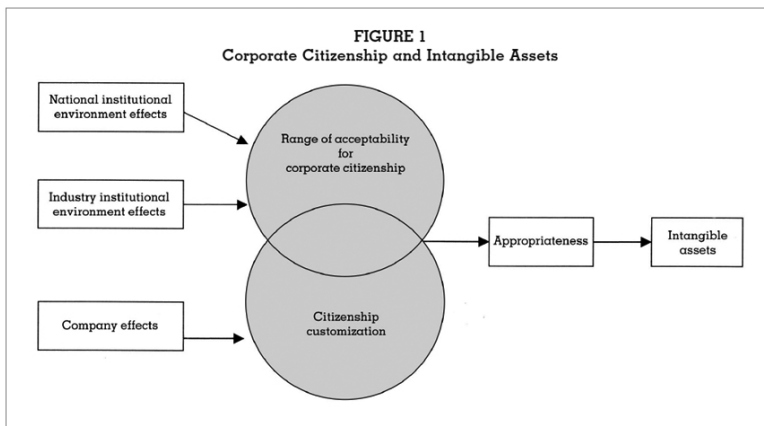 FIGURE 1
Corporate Citizenship and Intangible Assets
National institutional
environment effects
Range of acceptability
for
corporate citizenship
Industry institutional
environment effects
Appropriateness
Intangible
assets
Company effects
Citizenship
customization